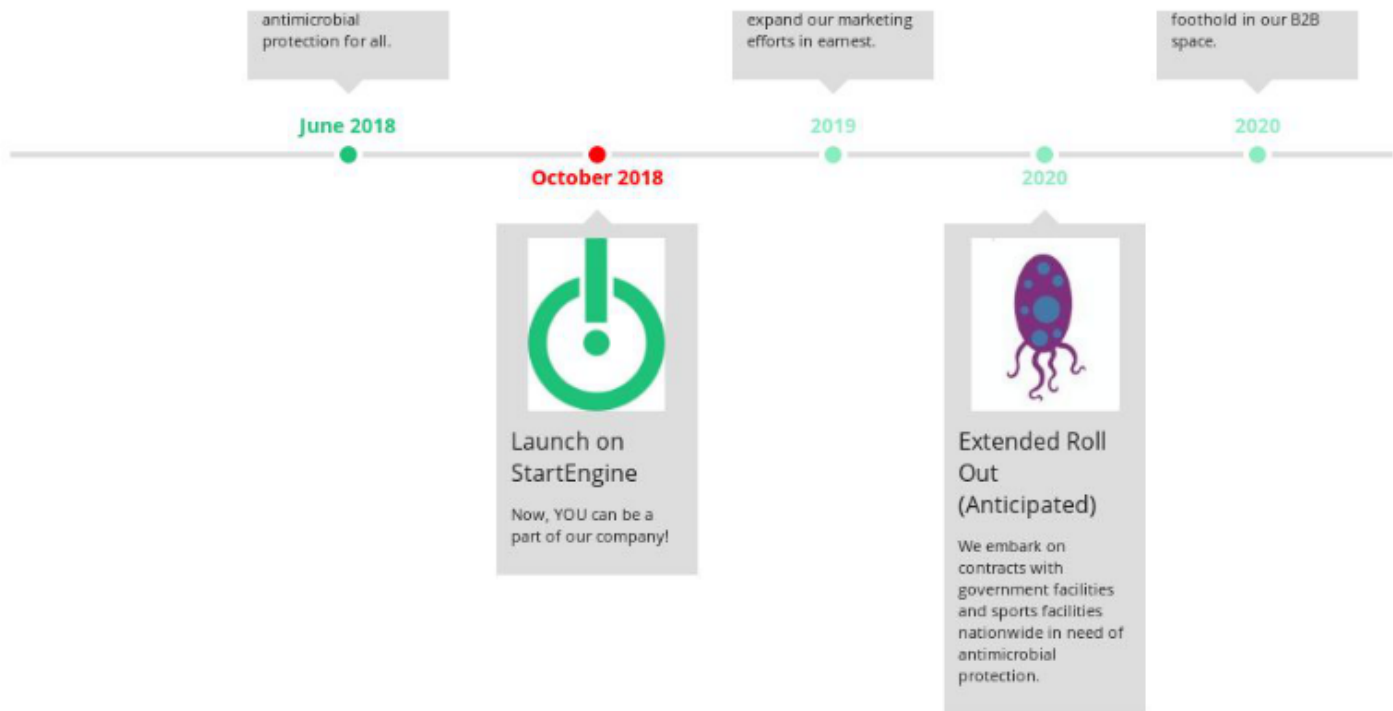 antimicrobial
protection for all.
expand our marketing
efforts in earnest.
foothold in our B2B
space.
June 2018
2019
2020
October 2018
2020
Launch on
StartEngine
Now, YOU can be a
part of our company!
Extended Roll
Out
(Anticipated)
We embark on
contracts with
government facilities
and sports facilities
nationwide in need of
antimicrobial
protection.